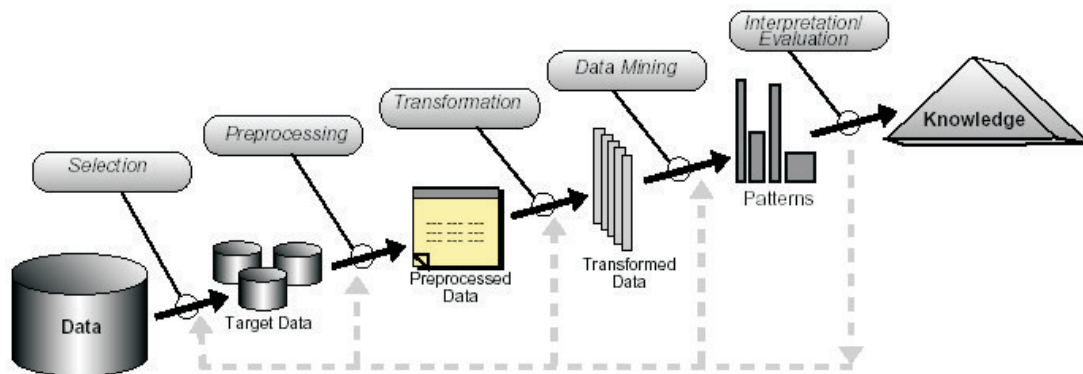 Interpretation/
Evaluation
Data Mining
Transformation
Preprocessing
Selection
Knowledge
Patterns
Transformed
Data
Preprocessed
Data
Target Data
Data